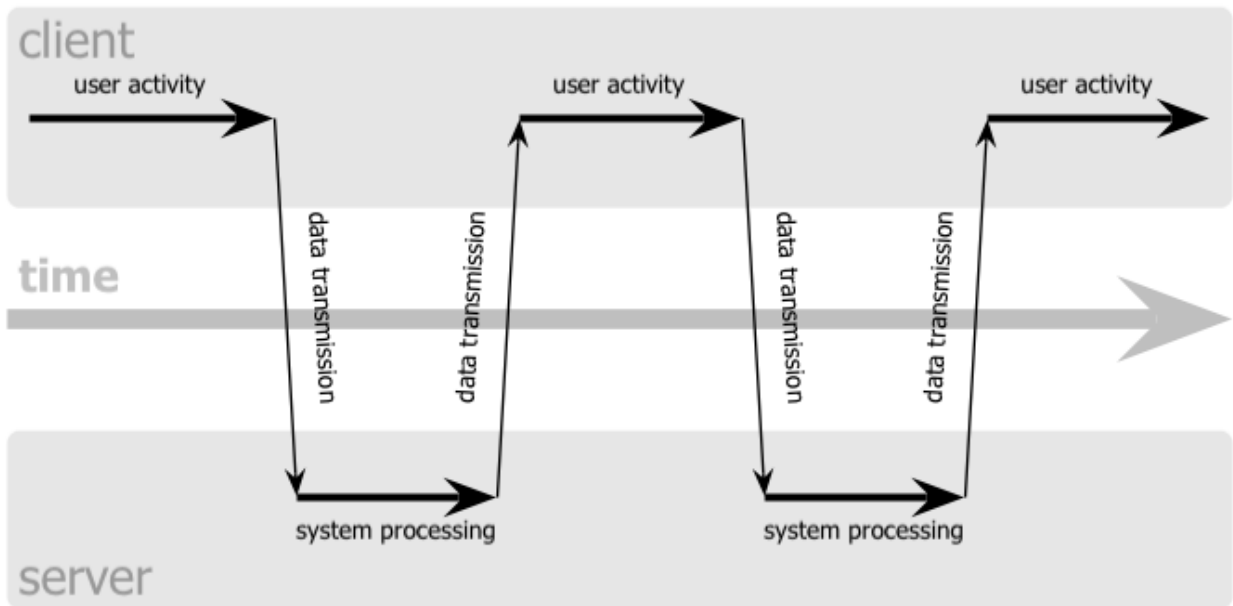 client
user activity
user activity
user activity
data transmission
data transmission
data transmission
data transmission
time
system processing
system processing
server